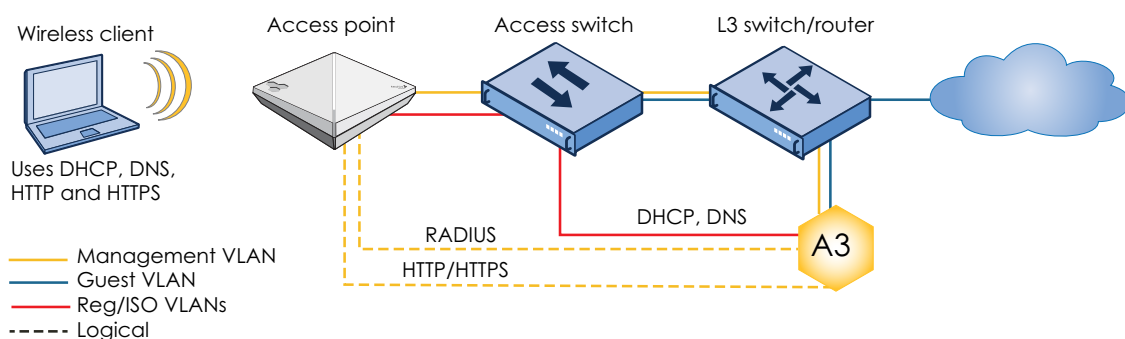 Wireless client
Access point
Access switch
L3 switch/router
Uses DHCP, DNS,
HTTP and HTTPS
DHCP, DNS
RADIUS
A3
HTTP/HTTPS
Management VLAN
Guest VLAN
Reg/ISO VLANs
Logical